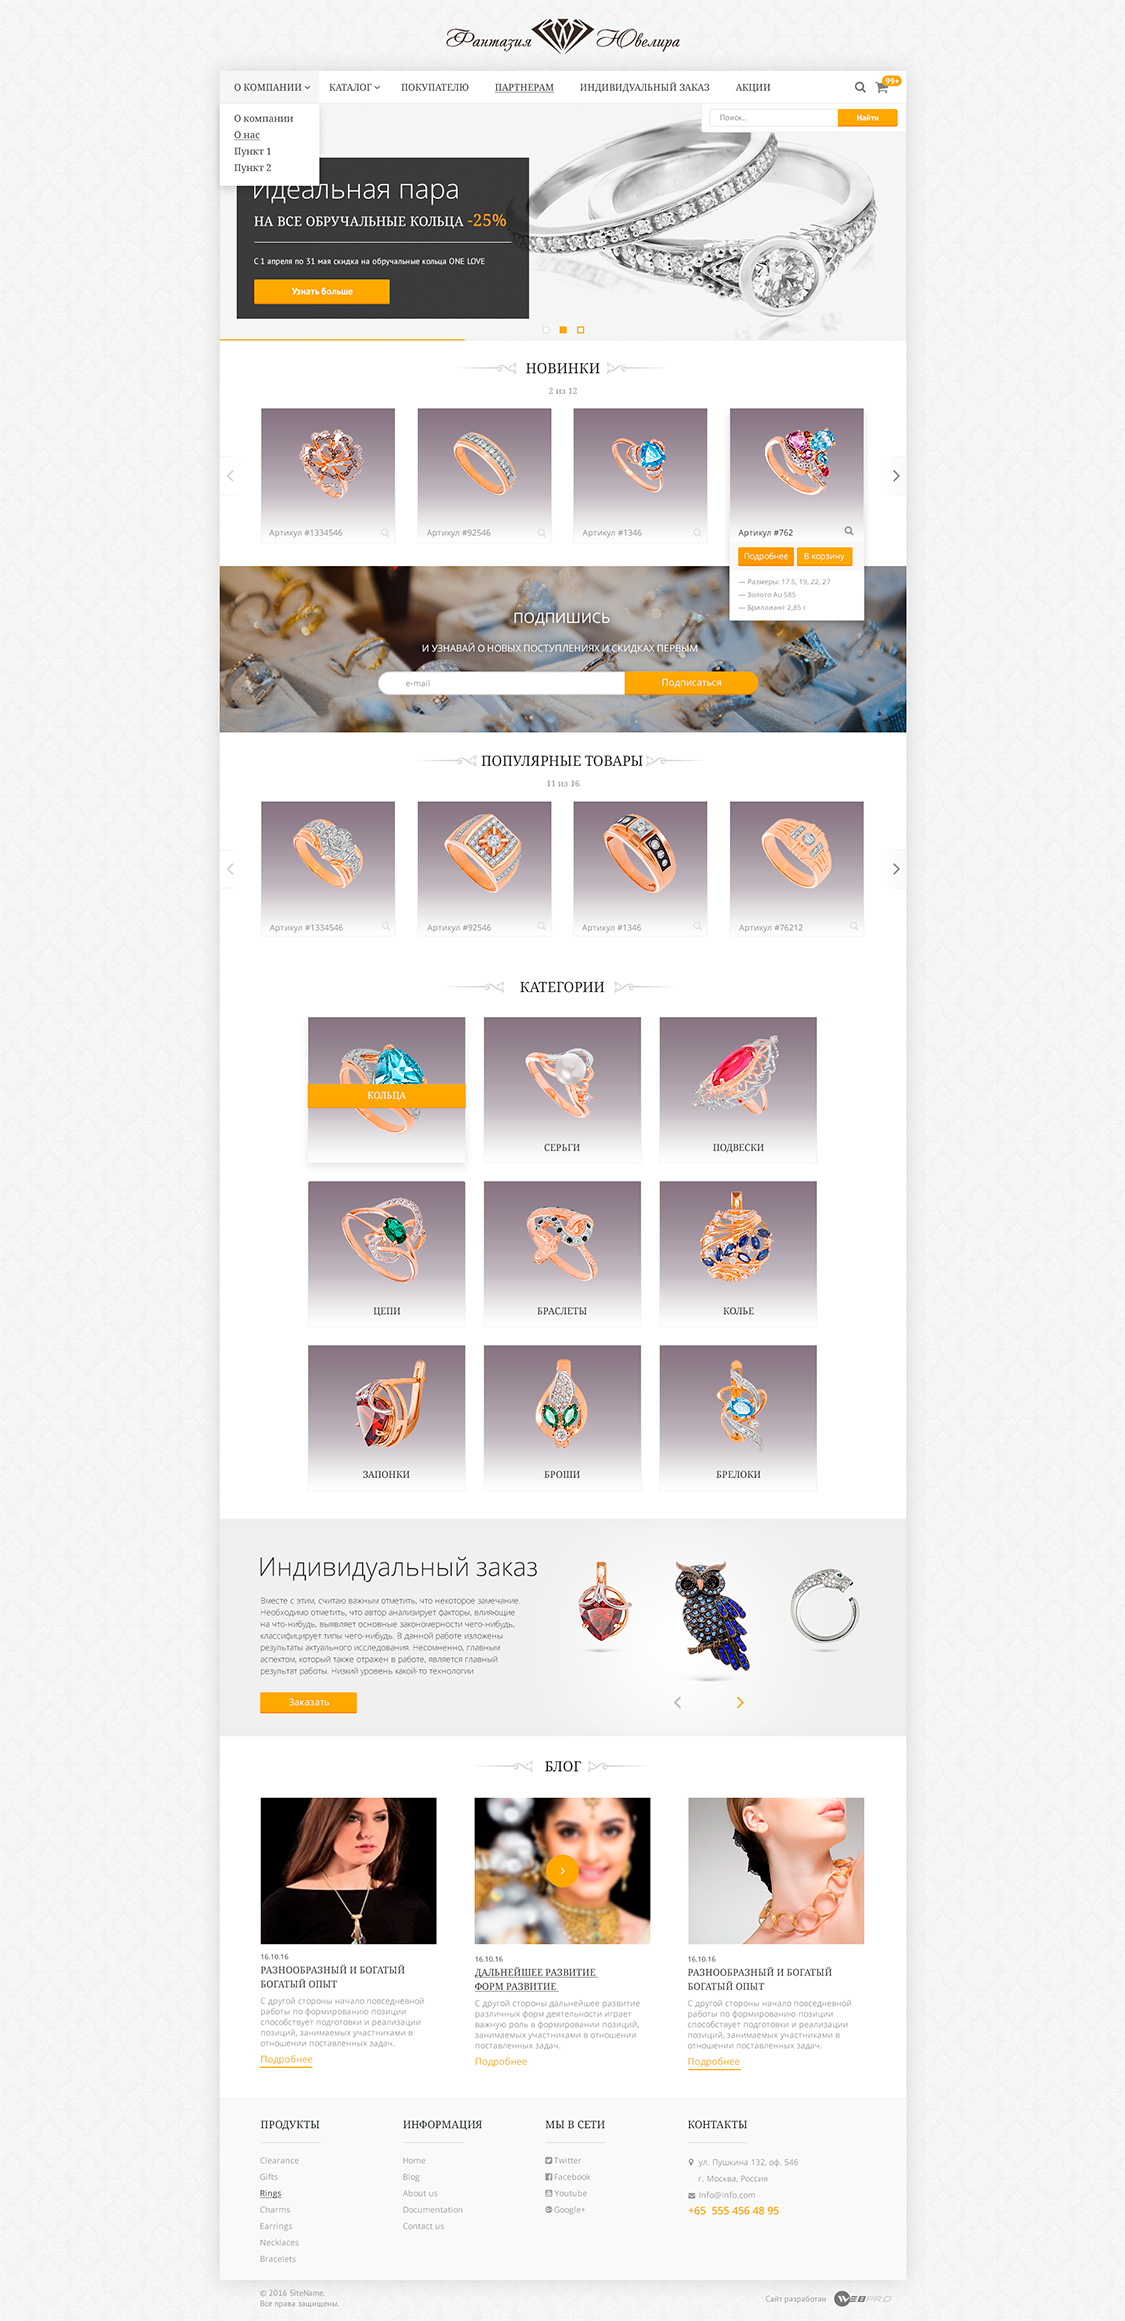 Фантазия Ювелира
О КОМПАНИИ КАТАЛОГ ПОКУПАТЕЛЮ ПАРТНЕРАМ ИНДИВИДУАЛЬНЫЙ ЗАКАЗ АКЦИИ 99+
О компании
О нас
Пункт 1
Пункт 2
Поиск.. Найти
Идеальная пара
НА ВСЕ ОБРУЧАЛЬНЫЕ КОЛЬЦА -25%
С 1 апреля по 31 мая скидка на обручальные кольца ONE LOVE
Узнать больше
НОВИНКИ
2 из 12
Артикул #1334546 Артикул #92546 Артикул #1346 Артикул #762
Подробнее В корзину
— Размеры: 17.5, 19, 22, 27
— Золото Au 585
— Бриллиант 2,85 г
ПОДПИШИСЬ
И УЗНАВАЙ О НОВЫХ ПОСТУПЛЕНИЯХ И СКИДКАХ ПЕРВЫМ
e-mail Подписаться
ПОПУЛЯРНЫЕ ТОВАРЫ
11 из 16
Артикул #1334546 Артикул #92546 Артикул #1346 Артикул #76212
КАТЕГОРИИ
КОЛЬЦА
СЕРЬГИ ПОДВЕСКИ
ЦЕПИ БРАСЛЕТЫ КОЛЬЕ
ЗАПОНКИ БРОШИ БРЕЛОКИ
Индивидуальный заказ
Вместе с этим, считаю важным отметить, что некоторое замечание.
Необходимо отметить, что автор анализирует факторы, влияющие
на что-нибудь, выявляет основные закономерности чего-нибудь,
классифицирует типы чего-нибудь. В данной работе изложены
результаты актуального исследования. Несомненно, главным
аспектом, который также отражен в работе, является главный
результат работы. Низкий уровень какой-то технологии
Заказать
БЛОГ
16.10.16
РАЗНООБРАЗНЫЙ И БОГАТЫЙ
БОГАТЫЙ ОПЫТ
С другой стороны начало повседневной
работы по формированию позиции
способствует подготовки и реализации
позиций, занимаемых участниками в
отношении поставленных задач.
Подробнее
16.10.16
ДАЛЬНЕЙШЕЕ РАЗВИТИЕ
ФОРМ РАЗВИТИЕ
С другой стороны дальнейшее развитие
различных форм деятельности играет
важную роль в формировании позиций,
занимаемых участниками в отношении
поставленных задач.
Подробнее
16.10.16
РАЗНООБРАЗНЫЙ И БОГАТЫЙ
БОГАТЫЙ ОПЫТ
С другой стороны начало повседневной
работы по формированию позиции
способствует подготовки и реализации
позиций, занимаемых участниками в
отношении поставленных задач.
Подробнее
ПРОДУКТЫ
Clearance
Gifts
Rings
Charms
Earrings
Necklaces
Bracelets
ИНФОРМАЦИЯ
Home
Blog
About us
Documentation
Contact us
МЫ В СЕТИ
Twitter
Facebook
Youtube
Google+
КОНТАКТЫ
ул. Пушкина 132, оф. 546
г. Москва, Россия
Info@info.com
+65 555 456 48 95
© 2016 SiteName.
Все права защищены.
Сайт разработан WEBPRO